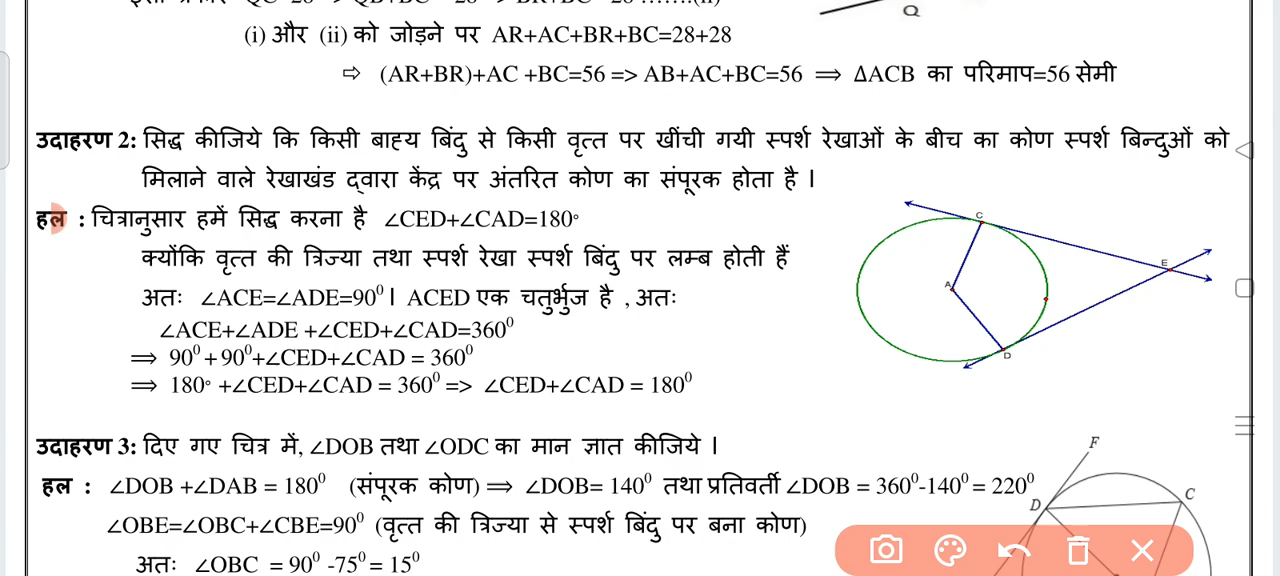 (i) और (ii) को जोड़ने पर AR+AC+BR+BC=28+28
⇨ (AR+BR)+AC +BC=56 => AB+AC+BC=56 ⟹ ΔACB का परिमाप=56 सेमी
Q
उदाहरण 2: सिद्ध कीजिये कि किसी बाह्य बिंदु से किसी वृत्त पर खींची गयी स्पर्श रेखाओं के बीच का कोण स्पर्श बिन्दुओं को
मिलाने वाले रेखाखंड द्वारा केंद्र पर अंतरित कोण का संपूरक होता है ।
हल : चित्रानुसार हमें सिद्ध करना है ∠CED+∠CAD=180°
क्योंकि वृत्त की त्रिज्या तथा स्पर्श रेखा स्पर्श बिंदु पर लम्ब होती हैं
अतः ∠ACE=∠ADE=90⁰। ACED एक चतुर्भुज है , अतः
∠ACE+∠ADE +∠CED+∠CAD=360⁰
⟹ 90⁰+90⁰+∠CED+∠CAD = 360⁰
⟹ 180° +∠CED+∠CAD = 360⁰ => ∠CED+∠CAD = 180⁰
C
E
A
D
उदाहरण 3: दिए गए चित्र में, ∠DOB तथा ∠ODC का मान ज्ञात कीजिये ।
हल : ∠DOB +∠DAB = 180⁰ (संपूरक कोण) ⟹ ∠DOB= 140⁰ तथा प्रतिवर्ती ∠DOB = 360⁰-140⁰ = 220⁰
∠OBE=∠OBC+∠CBE=90⁰ (वृत्त की त्रिज्या से स्पर्श बिंदु पर बना कोण)
अतः ∠OBC = 90⁰ -75⁰ = 15⁰
F
D
C